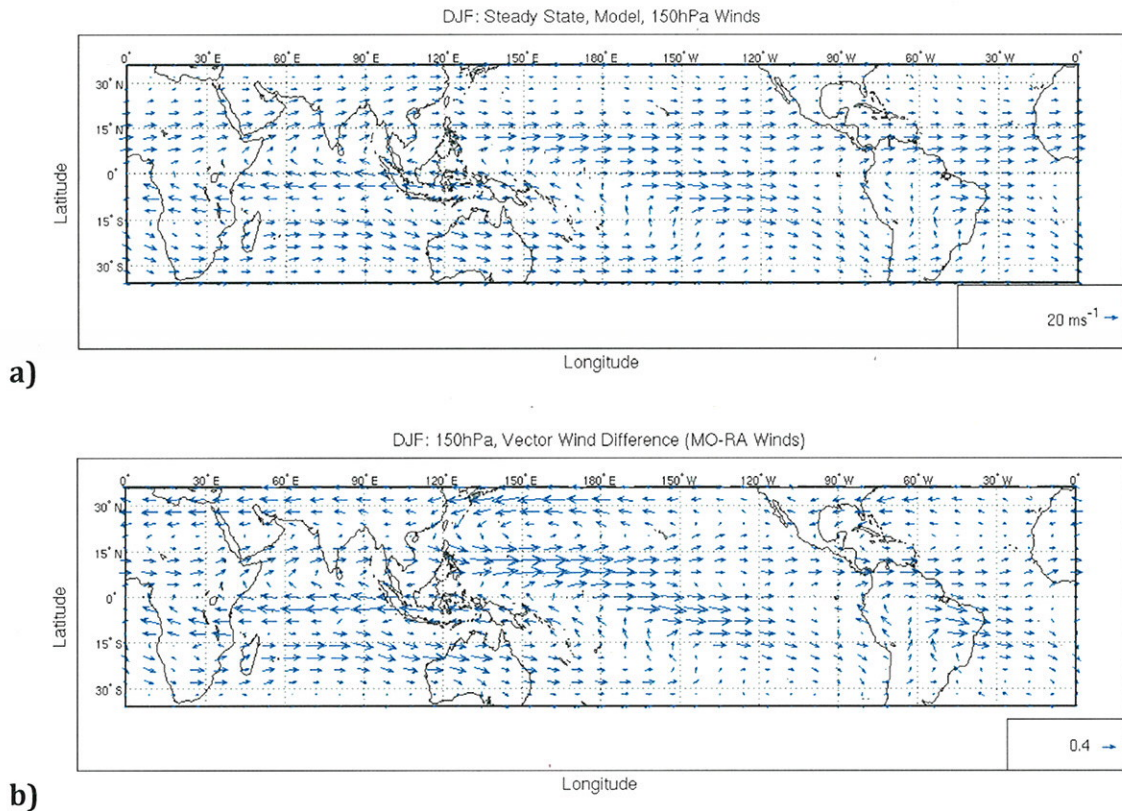 DJF: Steady State, Model, 150hPa Winds
0° 30° E 60° E 90° E 120° E 150° E 180° E 150° W 120° W 90° W 60° W 30° W 0°
30° N
15° N
0°
15° S
30° S
Latitude
20 ms⁻¹
Longitude
a)
DJF: 150hPa, Vector Wind Difference (MO-RA Winds)
0° 30° E 60° E 90° E 120° E 150° E 180° E 150° W 120° W 90° W 60° W 30° W 0°
30° N
15° N
0°
15° S
30° S
Latitude
0.4
Longitude
b)